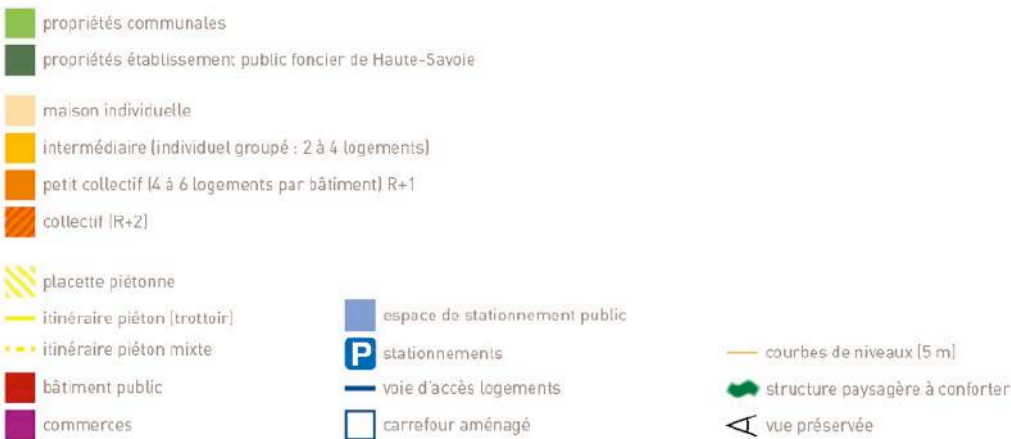 propriétés communales
propriétés établissement public foncier de Haute-Savoie
maison individuelle
intermédiaire (individuel groupé : 2 à 4 logements)
petit collectif (4 à 6 logements par bâtiment) R+1
collectif (R+2)
placette piétonne
itinéraire piéton (trottoir)
itinéraire piéton mixte
bâtiment public
commerces
espace de stationnement public
P stationnements
voie d'accès logements
carrefour aménagé
courbes de niveaux (5 m)
structure paysagère à conforter
vue préservée